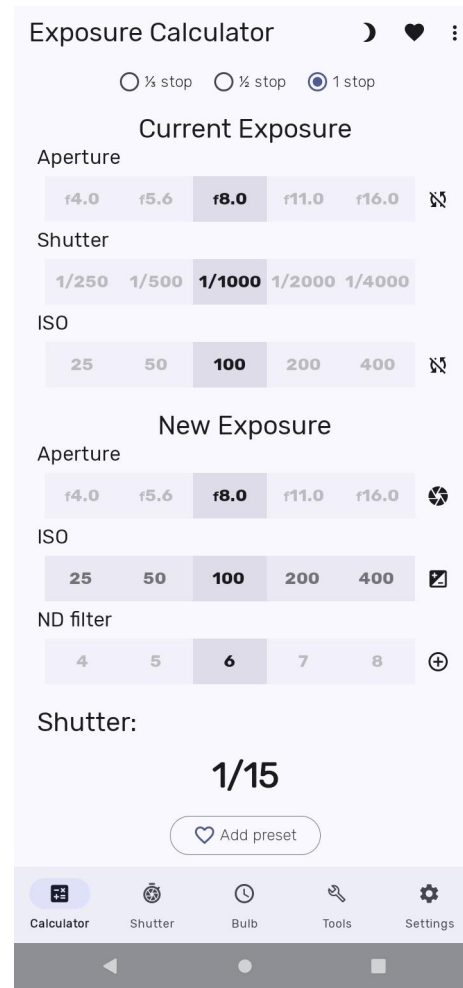 Exposure Calculator
⅓ stop ½ stop 1 stop
Current Exposure
Aperture
f4.0 f5.6 f8.0 f11.0 f16.0
Shutter
1/250 1/500 1/1000 1/2000 1/4000
ISO
25 50 100 200 400
New Exposure
Aperture
f4.0 f5.6 f8.0 f11.0 f16.0
ISO
25 50 100 200 400
ND filter
4 5 6 7 8
Shutter:
1/15
Add preset
Calculator Shutter Bulb Tools Settings